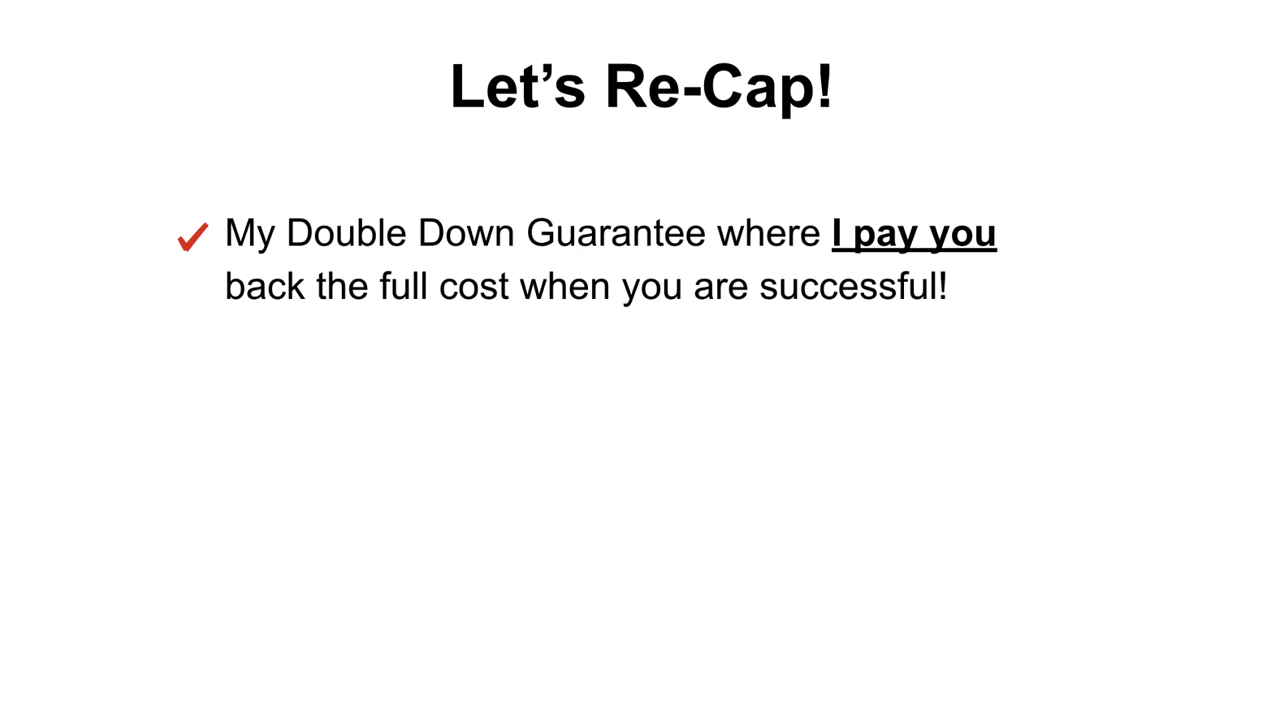 Let’s Re-Cap!
My Double Down Guarantee where I pay you
back the full cost when you are successful!